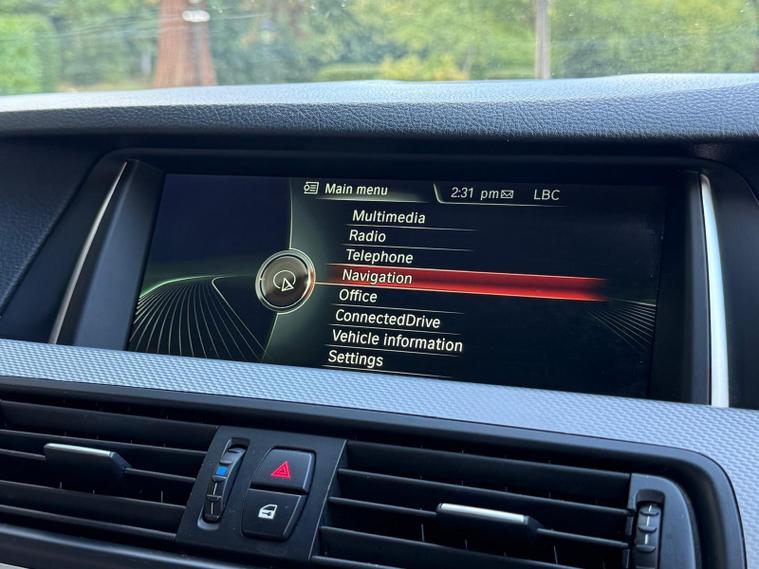 Main menu
2:31 pm LBC
Multimedia
Radio
Telephone
Navigation
Office
ConnectedDrive
Vehicle information
Settings